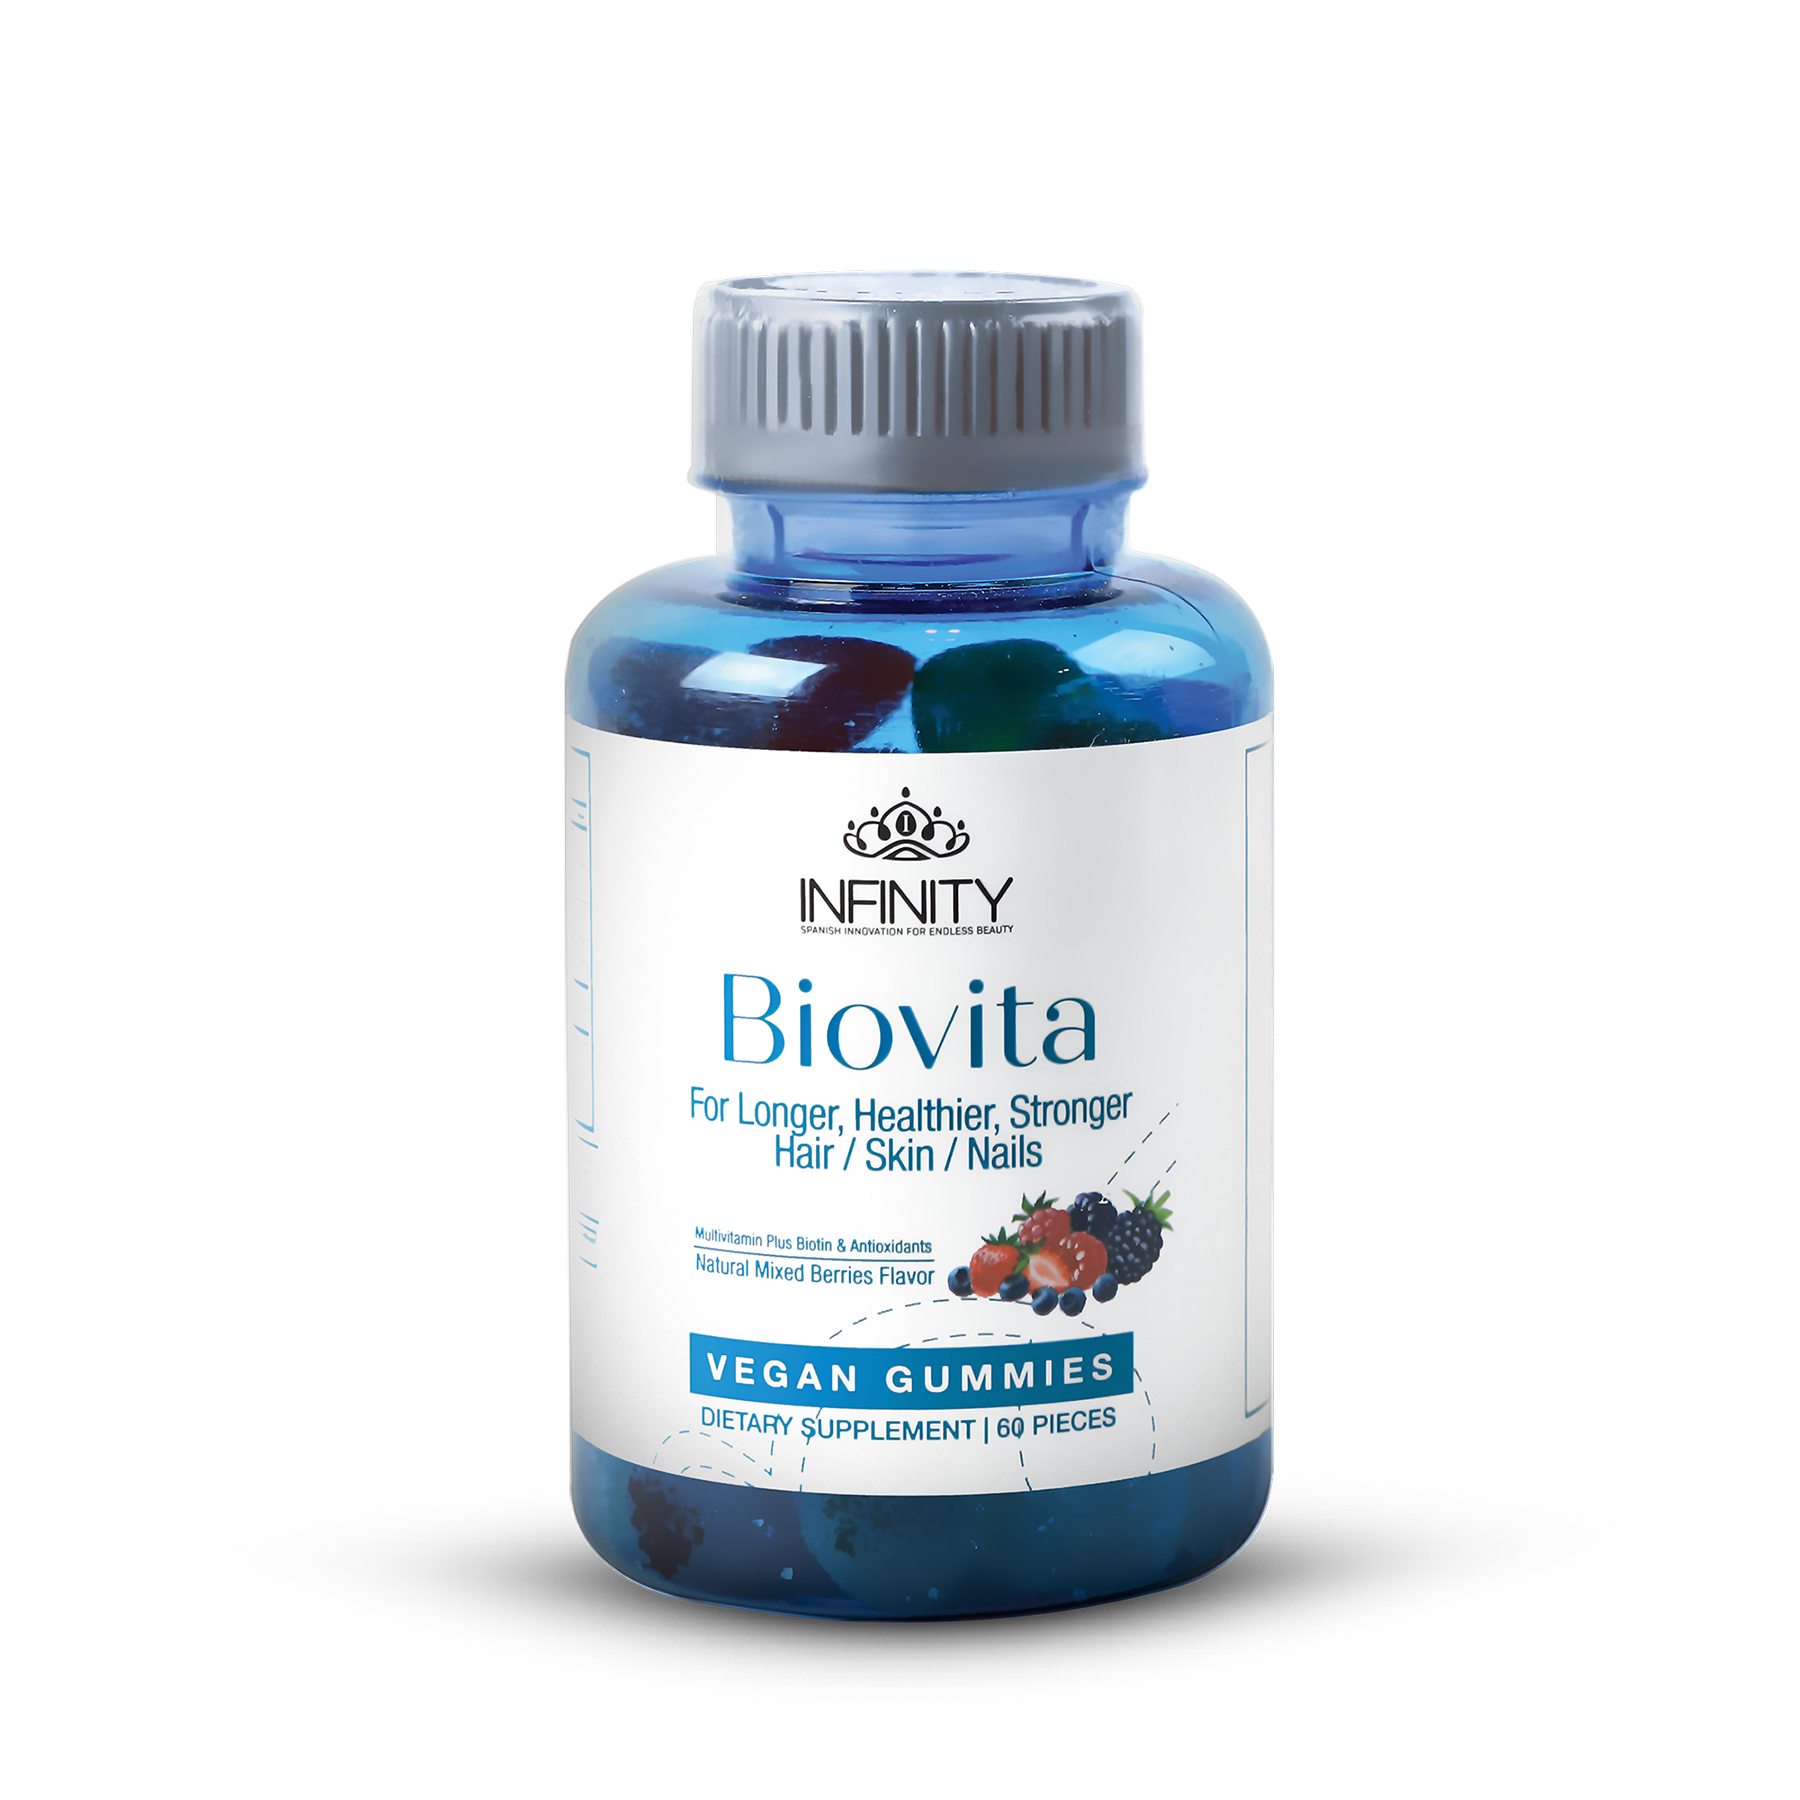 I
INFINITY
SPANISH INNOVATION FOR ENDLESS BEAUTY
Biovita
For Longer, Healthier, Stronger
Hair / Skin / Nails
Multivitamin Plus Biotin & Antioxidants
Natural Mixed Berries Flavor
VEGAN GUMMIES
DIETARY SUPPLEMENT | 60 PIECES